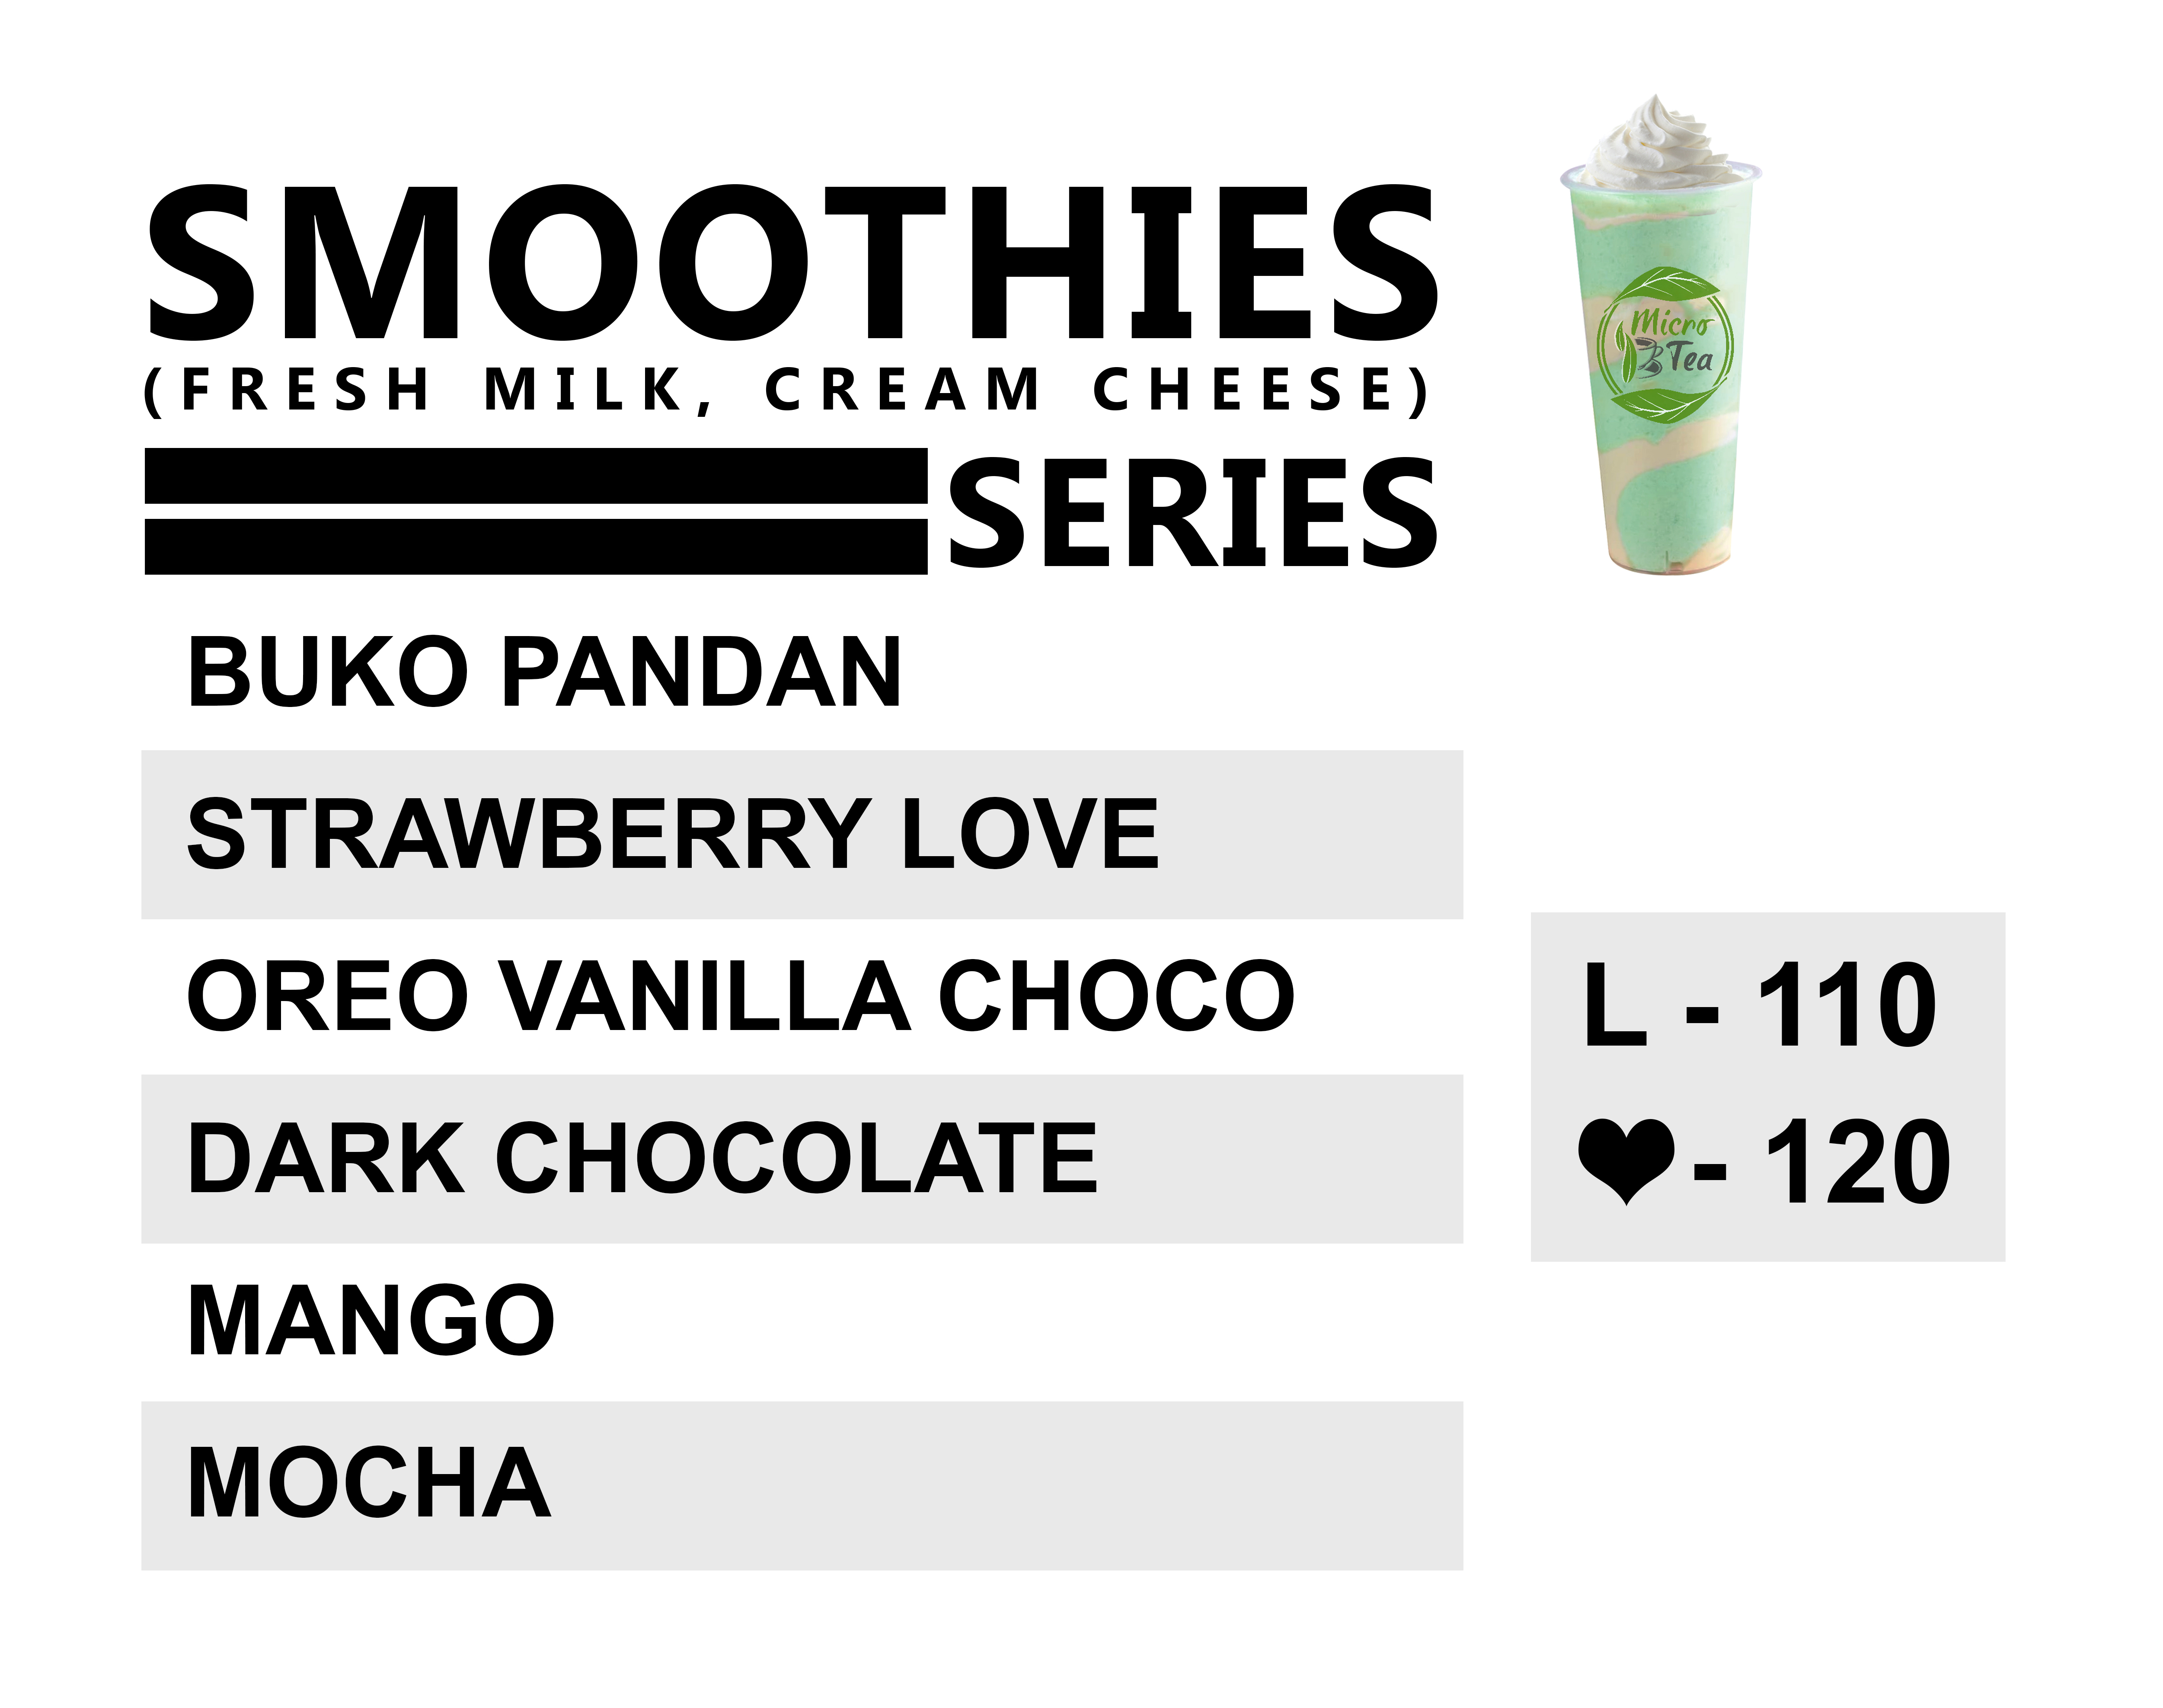 SMOOTHIES
(FRESH MILK, CREAM CHEESE)
SERIES
Micro
Tea
BUKO PANDAN
STRAWBERRY LOVE
OREO VANILLA CHOCO
DARK CHOCOLATE
MANGO
MOCHA
L - 110
❤ - 120